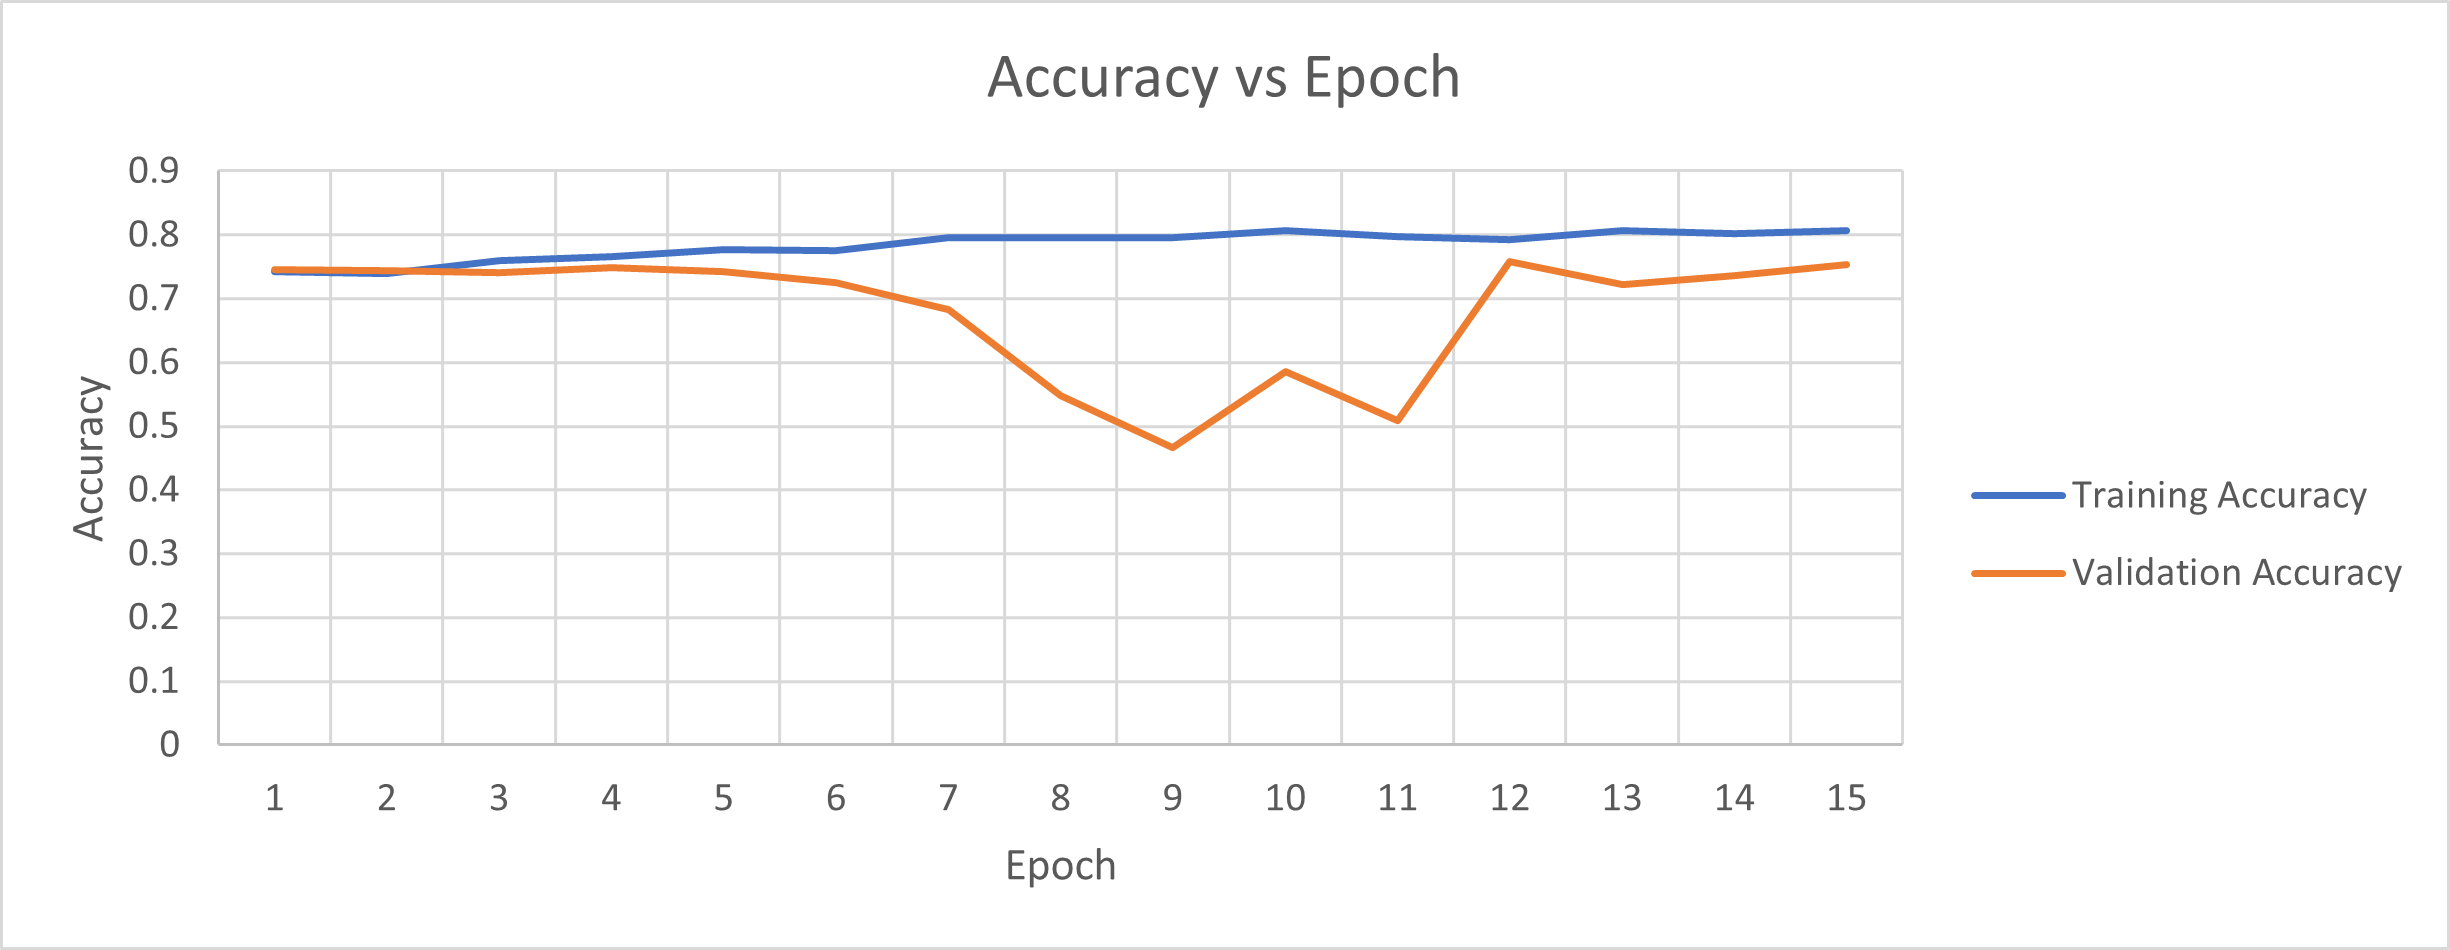 Accuracy vs Epoch
0.9
0.8
0.7
0.6
0.5
0.4
0.3
0.2
0.1
0
Accuracy
1 2 3 4 5 6 7 8 9 10 11 12 13 14 15
Epoch
Training Accuracy
Validation Accuracy